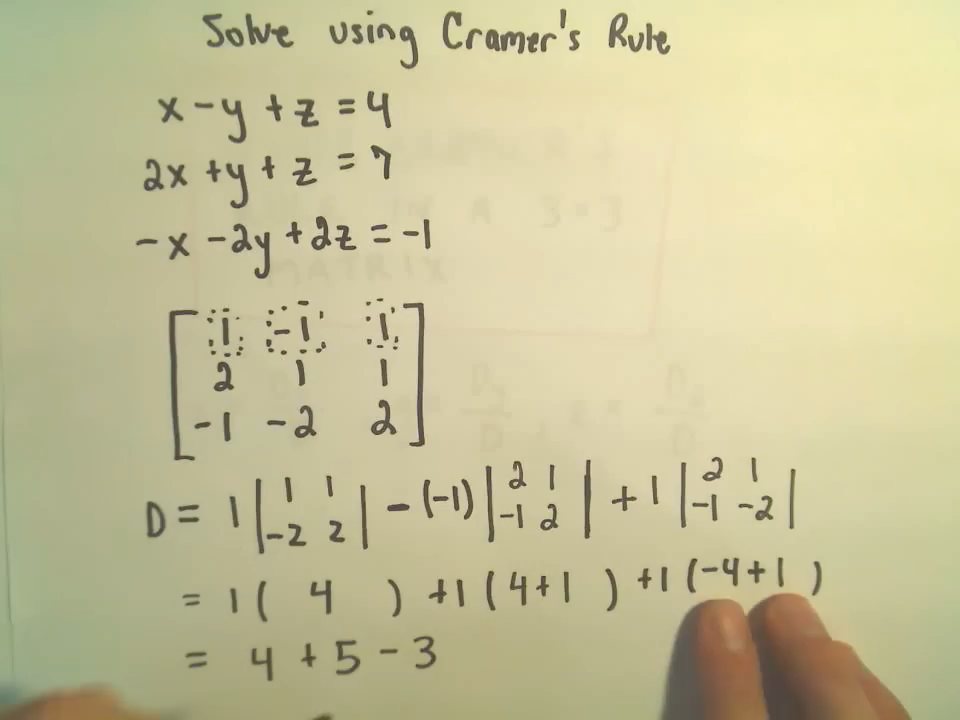 Solve using Cramer's Rule
x - y + z = 4
2x + y + z = 7
-x - 2y + 2z = -1
1 -1 1
2 1 1
-1 -2 2
D = 1 | 1 1 | - (-1) | 2 1 | + 1 | 2 1 |
| -2 2 | | -1 2 | | -1 -2 |
= 1 ( 4 ) + 1 ( 4 + 1 ) + 1 ( -4 + 1 )
= 4 + 5 - 3